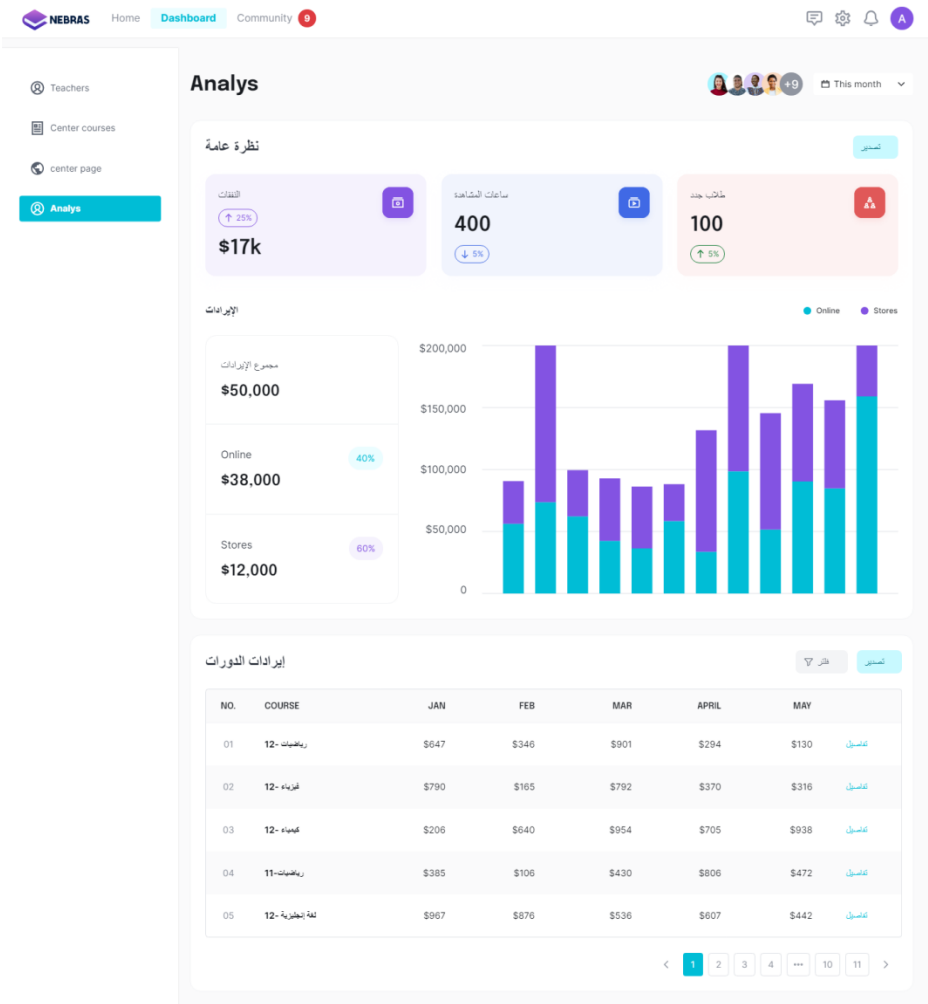 NEBRAS Home Dashboard Community 9 A
Teachers
Center courses
center page
Analys
Analys +9 This month
نظرة عامة تصدير
النفقات
25%
$17k
ساعات المشاهدة
400
5%
طلاب جدد
100
5%
الإيرادات Online Stores
مجموع الإيرادات
$50,000
Online 40%
$38,000
Stores 60%
$12,000
$200,000
$150,000
$100,000
$50,000
0
إيرادات الدورات فلتر تصدير
NO. COURSE JAN FEB MAR APRIL MAY
01 رياضيات -12 $647 $346 $901 $294 $130 تفاصيل
02 فيزياء -12 $790 $165 $792 $370 $316 تفاصيل
03 كيمياء -12 $206 $640 $954 $705 $938 تفاصيل
04 رياضيات-11 $385 $106 $430 $806 $472 تفاصيل
05 لغة إنجليزية -12 $967 $876 $536 $607 $442 تفاصيل
1 2 3 4 ••• 10 11